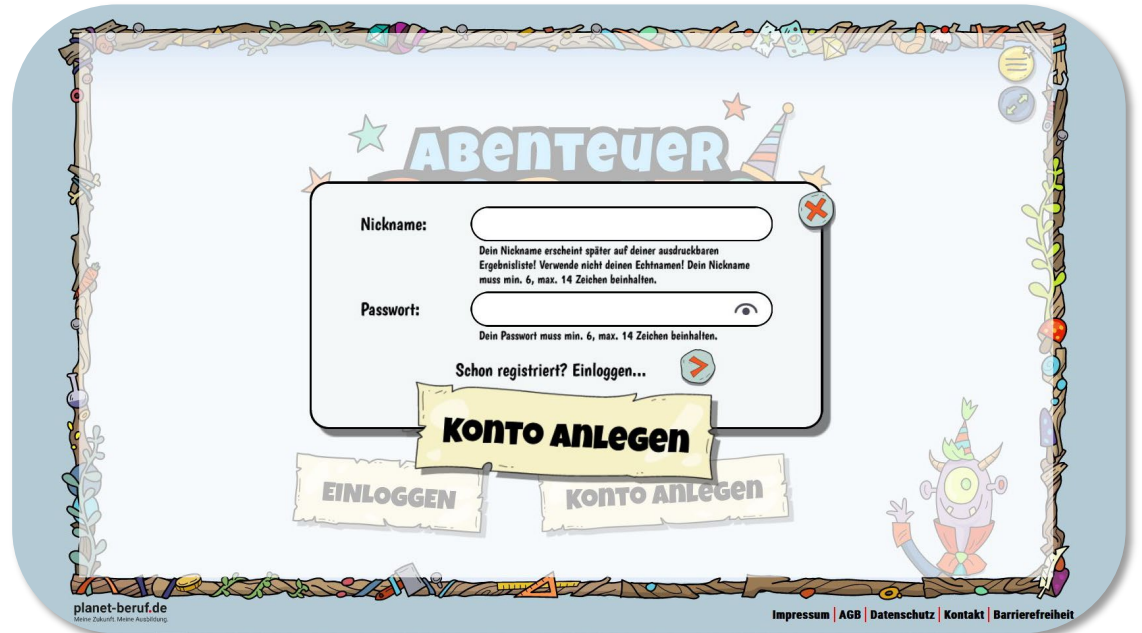 ABENTEUER
Nickname:
Dein Nickname erscheint später auf deiner ausdruckbaren
Ergebnisliste! Verwende nicht deinen Echtnamen! Dein Nickname
muss min. 6, max. 14 Zeichen beinhalten.
Passwort:
Dein Passwort muss min. 6, max. 14 Zeichen beinhalten.
Schon registriert? Einloggen...
KONTO ANLEGEN
EINLOGGEN
KONTO ANLEGEN
planet-beruf.de
Meine Zukunft. Meine Ausbildung.
Impressum | AGB | Datenschutz | Kontakt | Barrierefreiheit